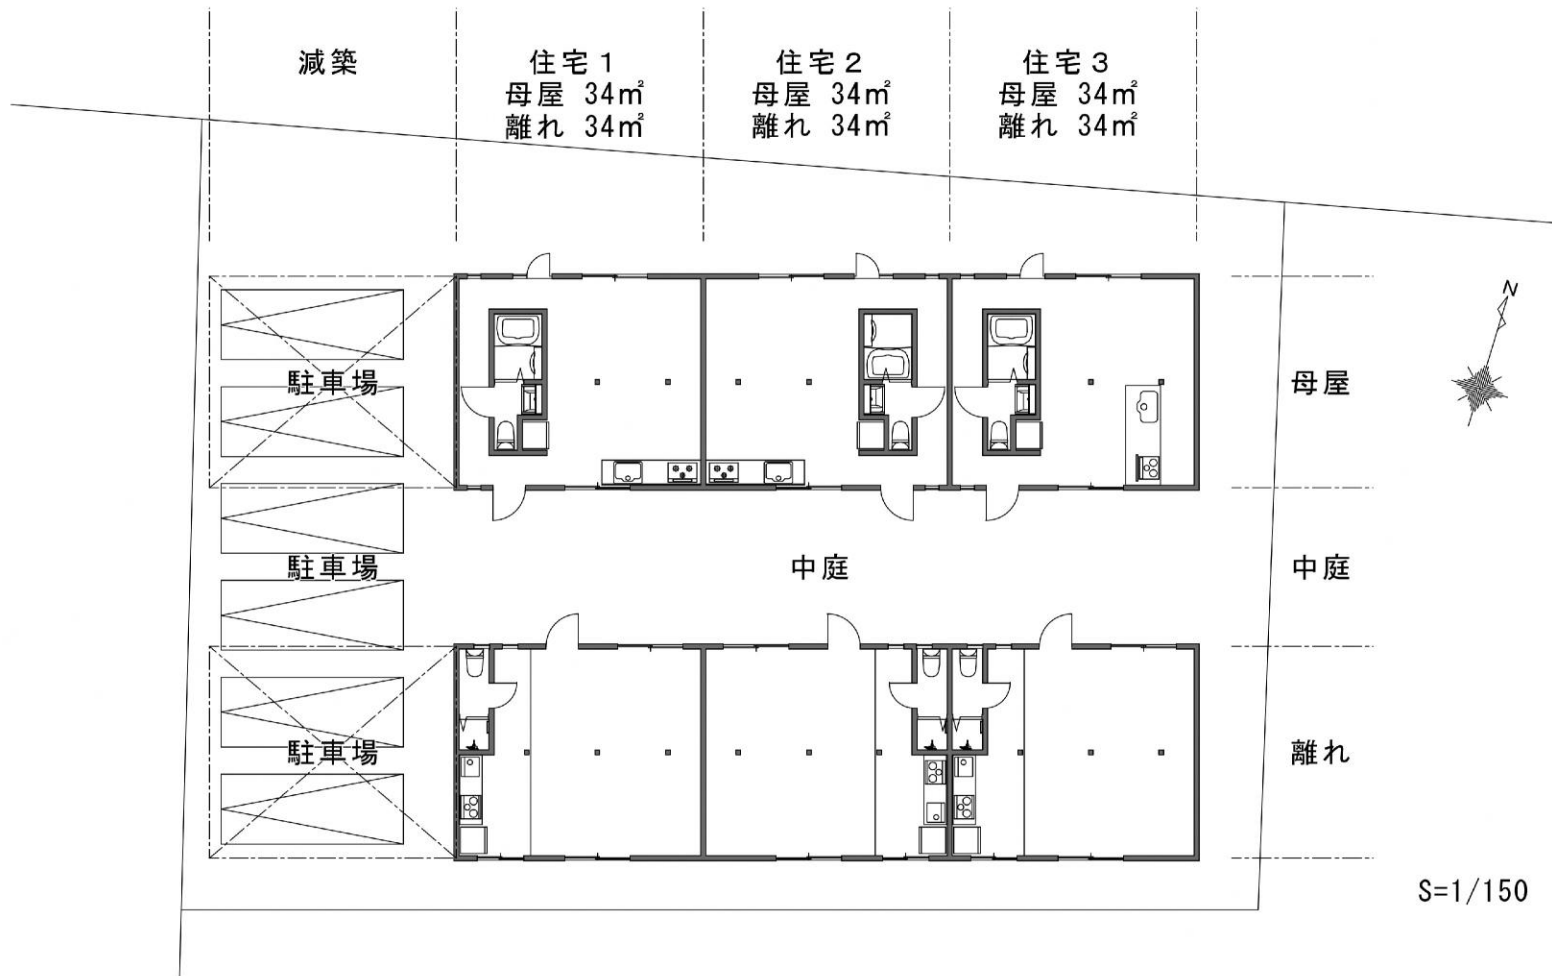 減築
住宅1
母屋 34㎡
離れ 34㎡
住宅2
母屋 34㎡
離れ 34㎡
住宅3
母屋 34㎡
離れ 34㎡
N
駐車場
母屋
駐車場
中庭
中庭
駐車場
離れ
S=1/150